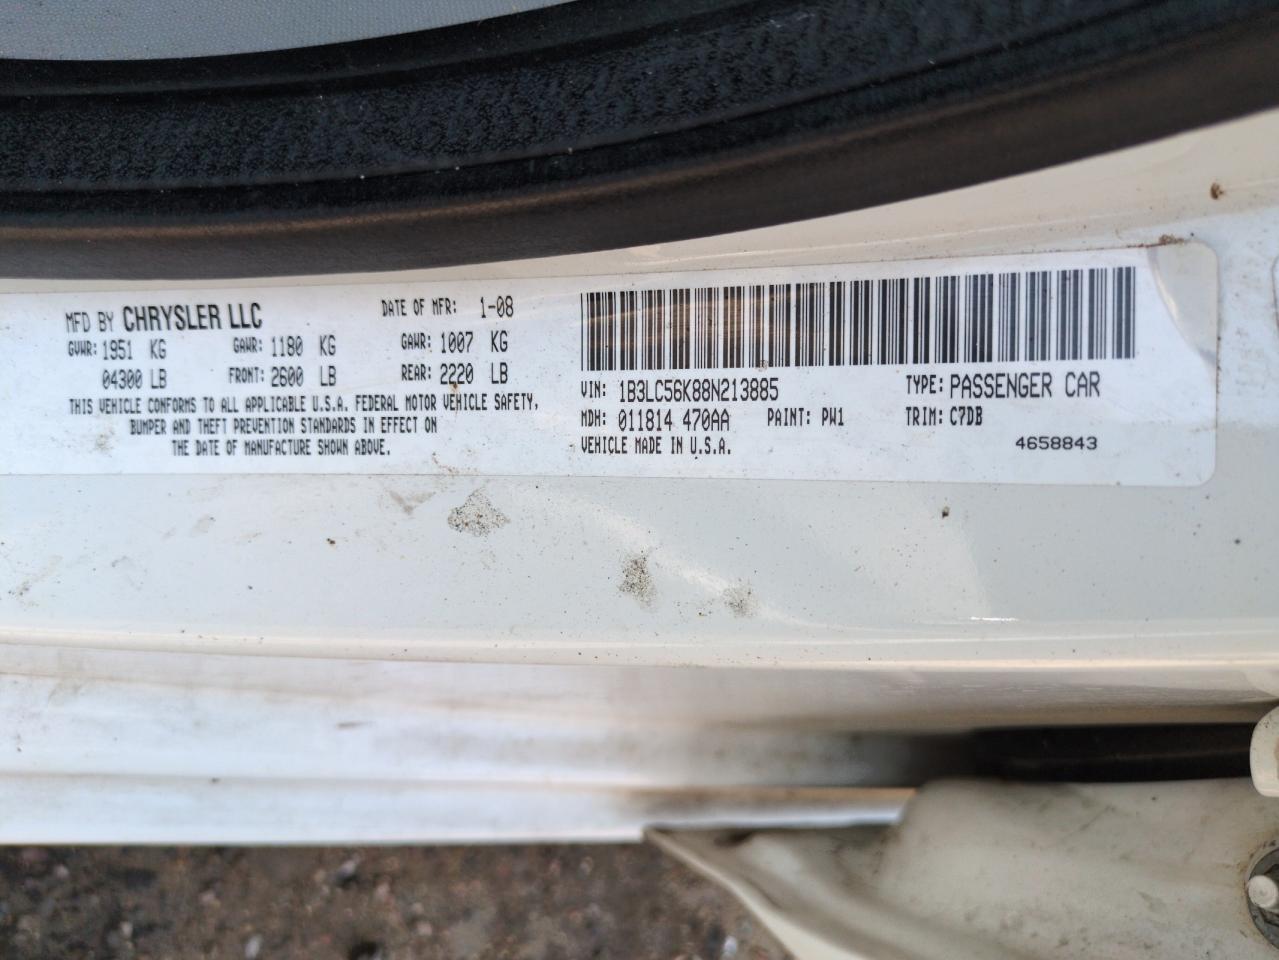 MFD BY CHRYSLER LLC DATE OF MFR: 1-08
GVWR: 1951 KG GAWR: 1180 KG GAWR: 1007 KG
04300 LB FRONT: 2600 LB REAR: 2220 LB
THIS VEHICLE CONFORMS TO ALL APPLICABLE U.S.A. FEDERAL MOTOR VEHICLE SAFETY,
BUMPER AND THEFT PREVENTION STANDARDS IN EFFECT ON
THE DATE OF MANUFACTURE SHOWN ABOVE.
VIN: 1B3LC56K88N213885 TYPE: PASSENGER CAR
MDH: 011814 470AA PAINT: PW1 TRIM: C7DB
VEHICLE MADE IN U.S.A. 4658843